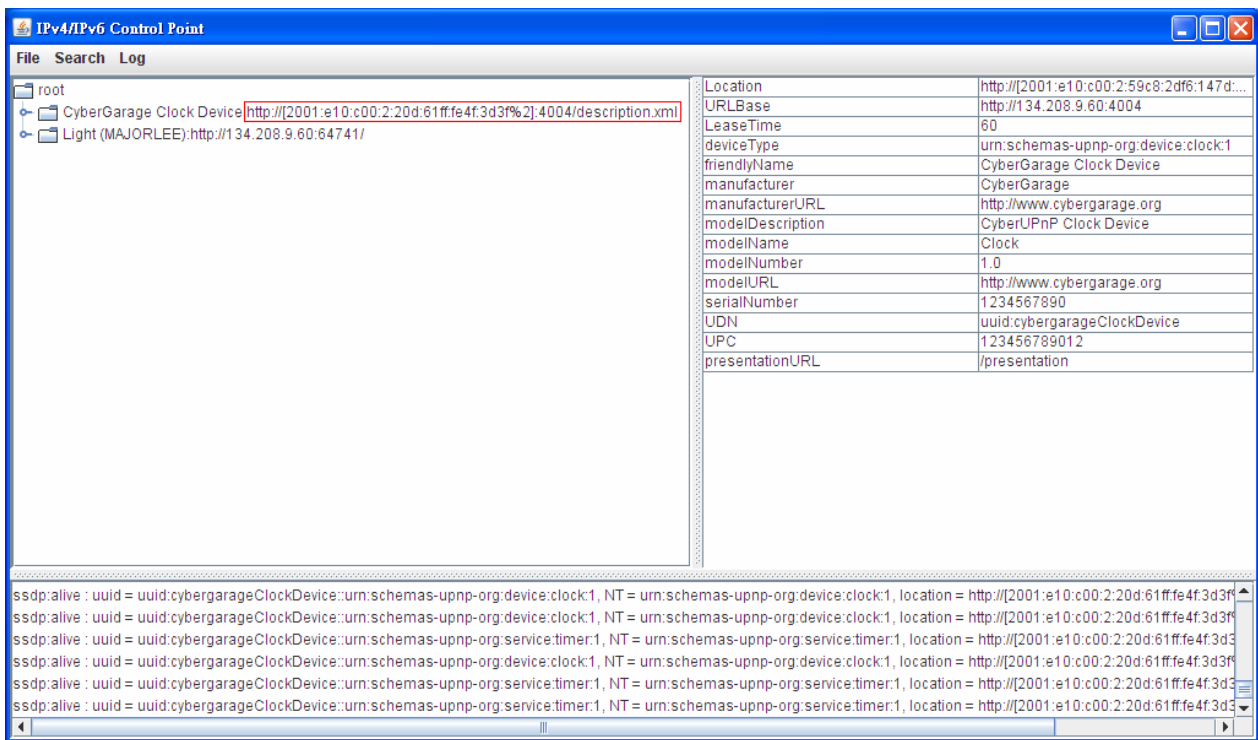 IPv4/IPv6 Control Point
File Search Log
root
CyberGarage Clock Device http://[2001:e10:c00:2:20d:61ff:fe4f:3d3f%2]:4004/description.xml
Light (MAJORLEE):http://134.208.9.60:64741/
Location http://[2001:e10:c00:2:59c8:2df6:147d:...
URLBase http://134.208.9.60:4004
LeaseTime 60
deviceType urn:schemas-upnp-org:device:clock:1
friendlyName CyberGarage Clock Device
manufacturer CyberGarage
manufacturerURL http://www.cybergarage.org
modelDescription CyberUPnP Clock Device
modelName Clock
modelNumber 1.0
modelURL http://www.cybergarage.org
serialNumber 1234567890
UDN uuid:cybergarageClockDevice
UPC 123456789012
presentationURL /presentation
ssdp:alive : uuid = uuid:cybergarageClockDevice::urn:schemas-upnp-org:device:clock:1, NT = urn:schemas-upnp-org:device:clock:1, location = http://[2001:e10:c00:2:20d:61ff:fe4f:3d3f%
ssdp:alive : uuid = uuid:cybergarageClockDevice::urn:schemas-upnp-org:device:clock:1, NT = urn:schemas-upnp-org:device:clock:1, location = http://[2001:e10:c00:2:20d:61ff:fe4f:3d3f%
ssdp:alive : uuid = uuid:cybergarageClockDevice::urn:schemas-upnp-org:service:timer:1, NT = urn:schemas-upnp-org:service:timer:1, location = http://[2001:e10:c00:2:20d:61ff:fe4f:3d3
ssdp:alive : uuid = uuid:cybergarageClockDevice::urn:schemas-upnp-org:device:clock:1, NT = urn:schemas-upnp-org:device:clock:1, location = http://[2001:e10:c00:2:20d:61ff:fe4f:3d3f%
ssdp:alive : uuid = uuid:cybergarageClockDevice::urn:schemas-upnp-org:service:timer:1, NT = urn:schemas-upnp-org:service:timer:1, location = http://[2001:e10:c00:2:20d:61ff:fe4f:3d3
ssdp:alive : uuid = uuid:cybergarageClockDevice::urn:schemas-upnp-org:service:timer:1, NT = urn:schemas-upnp-org:service:timer:1, location = http://[2001:e10:c00:2:20d:61ff:fe4f:3d3